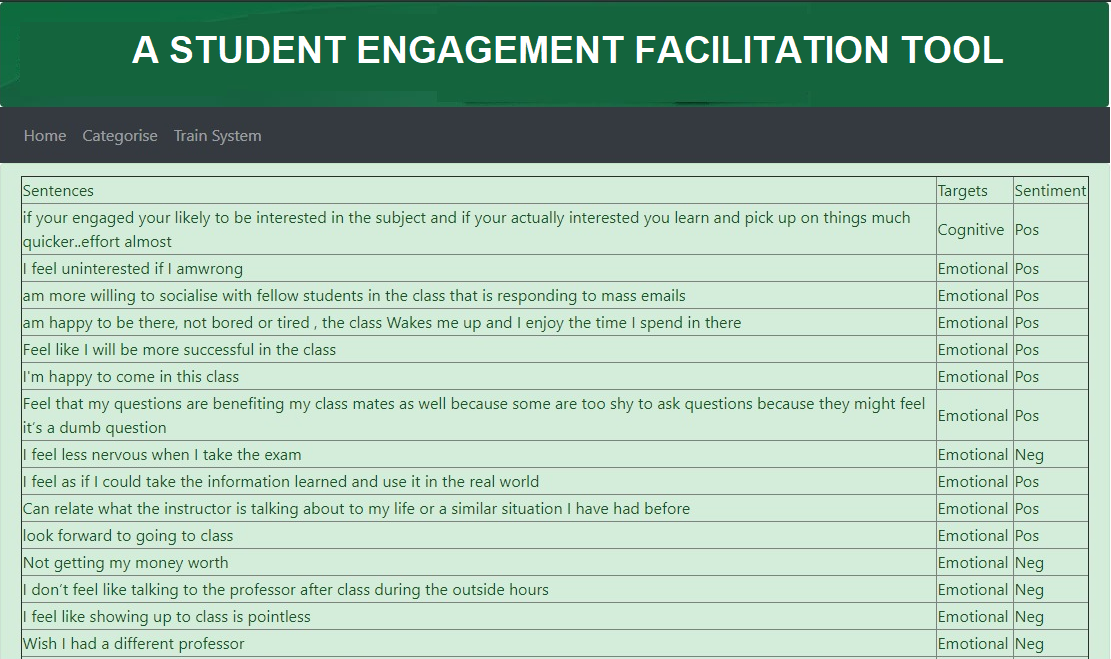 A STUDENT ENGAGEMENT FACILITATION TOOL
Home Categorise Train System
Sentences Targets Sentiment
if your engaged your likely to be interested in the subject and if your actually interested you learn and pick up on things much
quicker..effort almost
Cognitive Pos
I feel uninterested if I amwrong Emotional Pos
am more willing to socialise with fellow students in the class that is responding to mass emails Emotional Pos
am happy to be there, not bored or tired , the class Wakes me up and I enjoy the time I spend in there Emotional Pos
Feel like I will be more successful in the class Emotional Pos
I'm happy to come in this class Emotional Pos
Feel that my questions are benefiting my class mates as well because some are too shy to ask questions because they might feel
it's a dumb question
Emotional Pos
I feel less nervous when I take the exam Emotional Neg
I feel as if I could take the information learned and use it in the real world Emotional Pos
Can relate what the instructor is talking about to my life or a similar situation I have had before Emotional Pos
look forward to going to class Emotional Pos
Not getting my money worth Emotional Neg
I don't feel like talking to the professor after class during the outside hours Emotional Neg
I feel like showing up to class is pointless Emotional Neg
Wish I had a different professor Emotional Neg